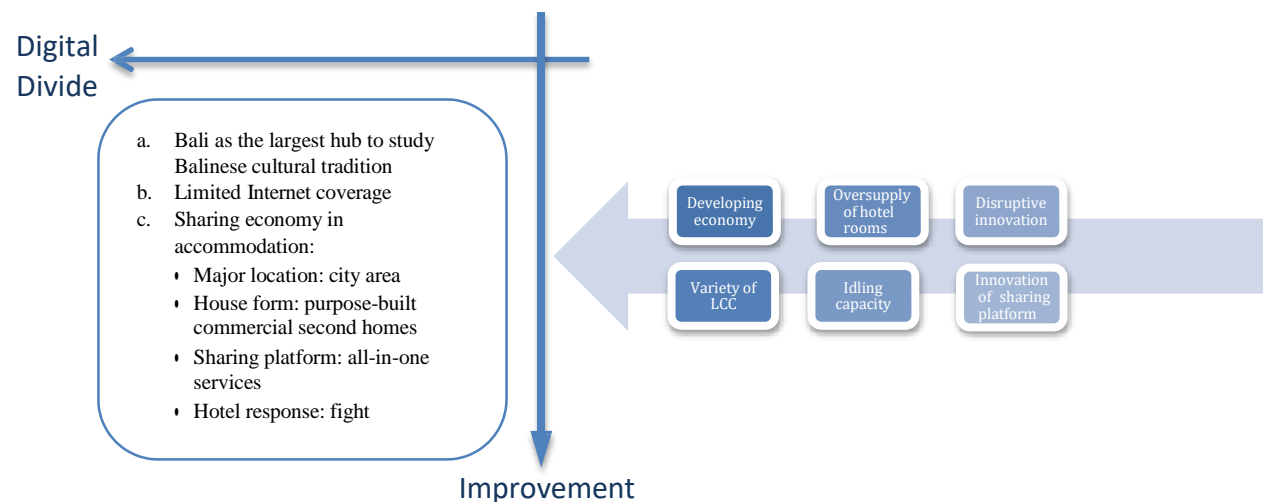 Digital
Divide
a. Bali as the largest hub to study
Balinese cultural tradition
b. Limited Internet coverage
c. Sharing economy in
accommodation:
• Major location: city area
• House form: purpose-built
commercial second homes
• Sharing platform: all-in-one
services
• Hotel response: fight
Developing
economy
Oversupply
of hotel
rooms
Disruptive
innovation
Variety of
LCC
Idling
capacity
Innovation
of sharing
platform
Improvement